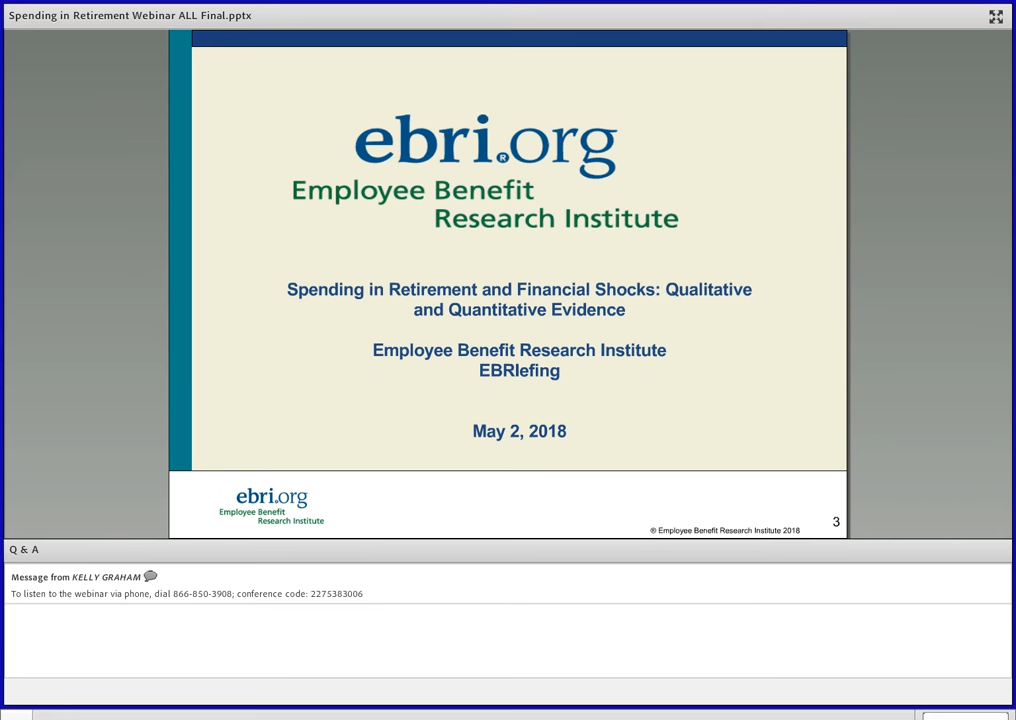 Spending in Retirement Webinar ALL Final.pptx
ebri.org
®
Employee Benefit
Research Institute
Spending in Retirement and Financial Shocks: Qualitative
and Quantitative Evidence
Employee Benefit Research Institute
EBRIefing
May 2, 2018
ebri.org
Employee Benefit
Research Institute
® Employee Benefit Research Institute 2018
3
Q & A
Message from KELLY GRAHAM
To listen to the webinar via phone, dial 866-850-3908; conference code: 2275383006